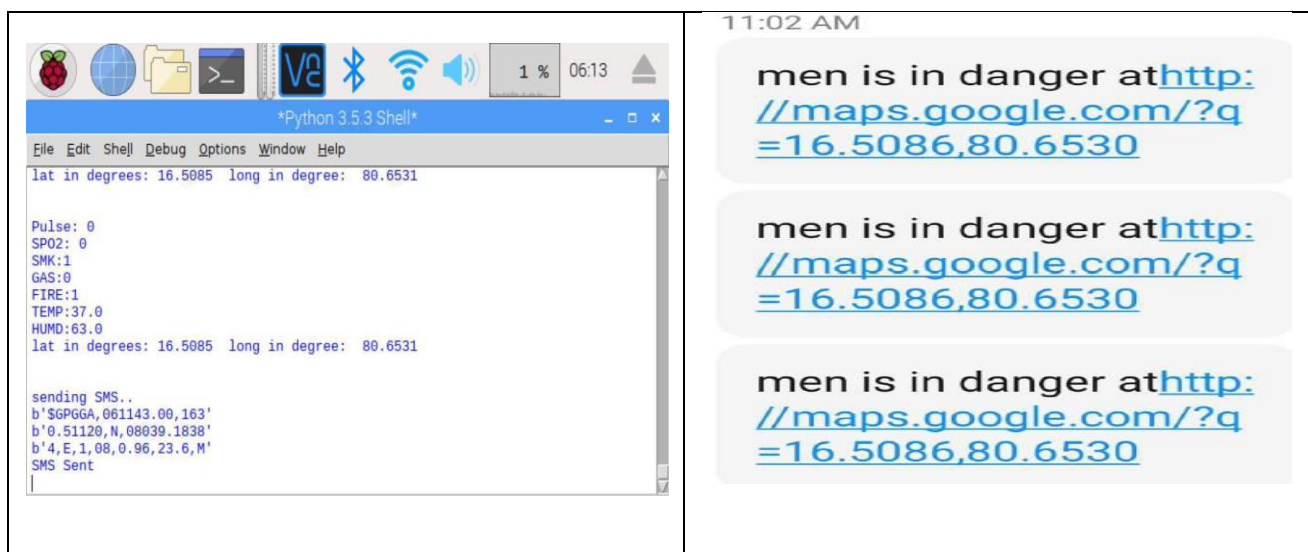 1 % 06:13
*Python 3.5.3 Shell*
File Edit Shell Debug Options Window Help
lat in degrees: 16.5085 long in degree: 80.6531
Pulse: 0
SPO2: 0
SMK:1
GAS:0
FIRE:1
TEMP:37.0
HUMD:63.0
lat in degrees: 16.5085 long in degree: 80.6531
sending SMS..
b'$GPGGA,061143.00,163'
b'0.51120,N,08039.1838'
b'4,E,1,08,0.96,23.6,M'
SMS Sent
11:02 AM
men is in danger athttp:
//maps.google.com/?q
=16.5086,80.6530
men is in danger athttp:
//maps.google.com/?q
=16.5086,80.6530
men is in danger athttp:
//maps.google.com/?q
=16.5086,80.6530